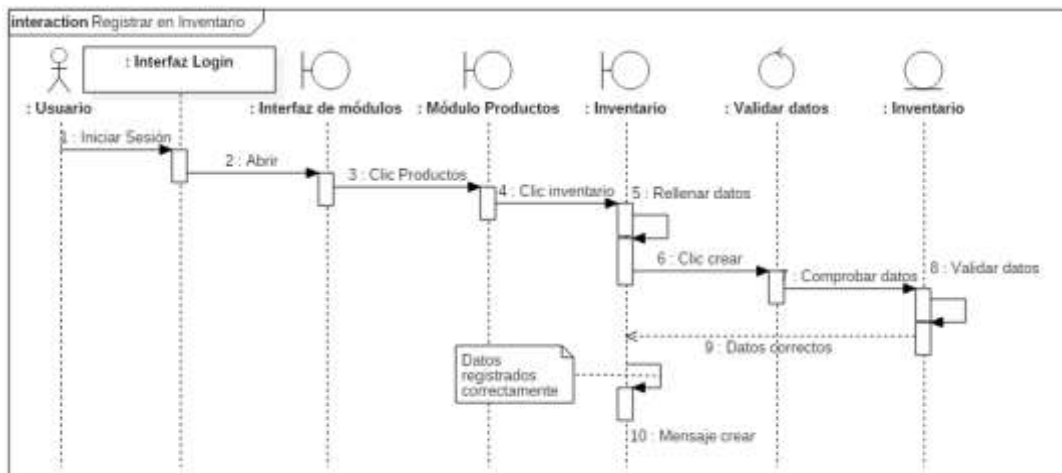 interaction Registrar en Inventario
: Interfaz Login
: Usuario
: Interfaz de módulos
: Módulo Productos
: Inventario
: Validar datos
: Inventario
1 : Iniciar Sesión
2 : Abrir
3 : Clic Productos
4 : Clic inventario
5 : Rellenar datos
6 : Clic crear
7 : Comprobar datos
8 : Validar datos
9 : Datos correctos
Datos
registrados
correctamente
10 : Mensaje crear